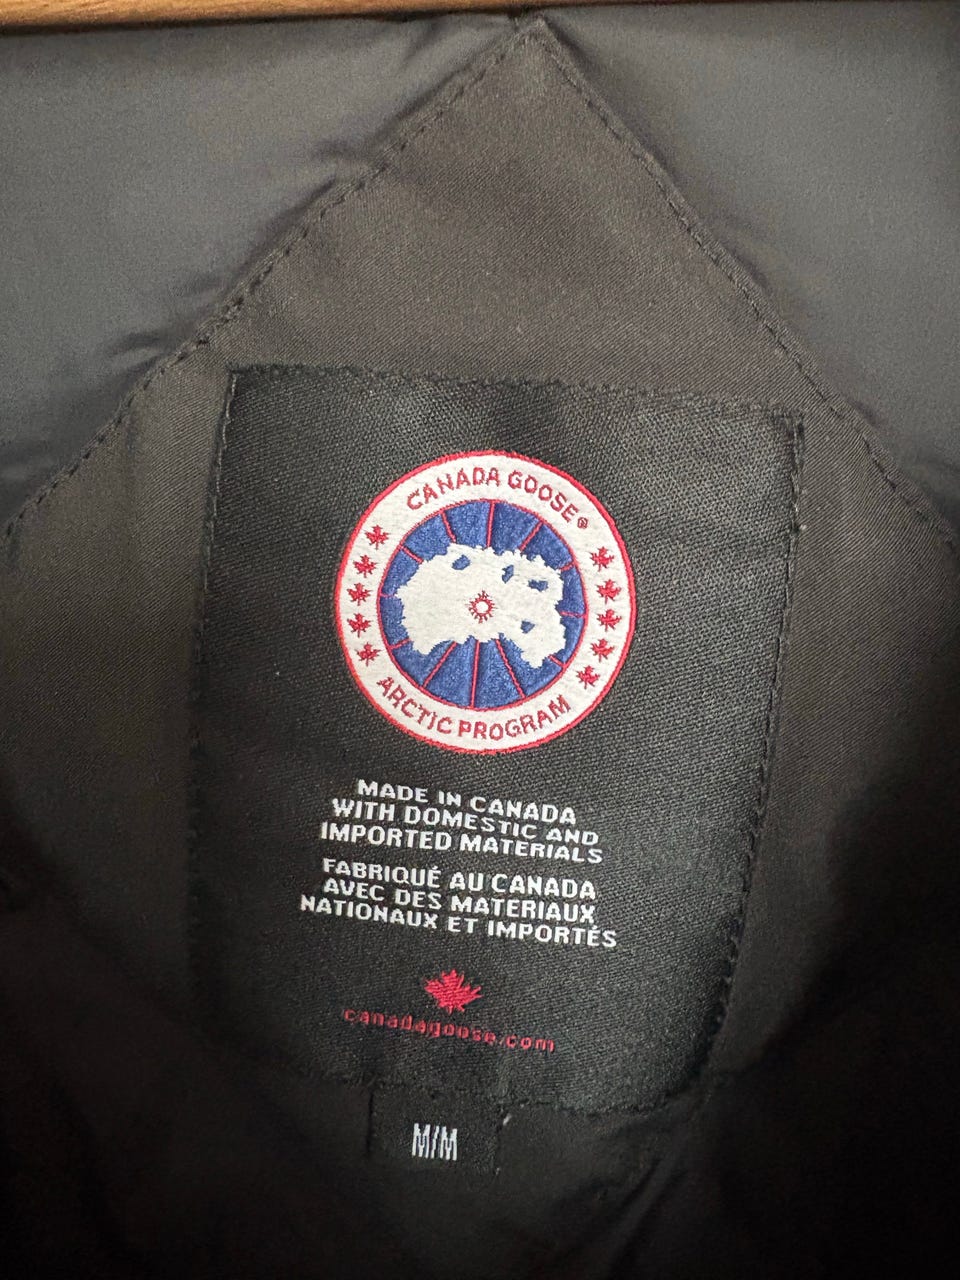 CANADA GOOSE®
ARCTIC PROGRAM
MADE IN CANADA
WITH DOMESTIC AND
IMPORTED MATERIALS
FABRIQUÉ AU CANADA
AVEC DES MATERIAUX
NATIONAUX ET IMPORTÉS
canadagoose.com
M/M